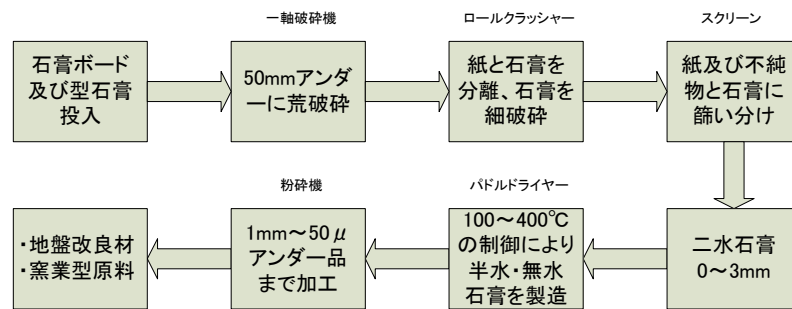 一軸破砕機
ロールクラッシャー
スクリーン
石膏ボード
及び型石膏
投入
50mmアンダ
ーに荒破砕
紙と石膏を
分離、石膏を
細破砕
紙及び不純
物と石膏に
篩い分け
粉砕機
パドルドライヤー
・地盤改良材
・窯業型原料
1mm～50μ
アンダー品
まで加工
100～400℃
の制御により
半水・無水
石膏を製造
二水石膏
0～3mm